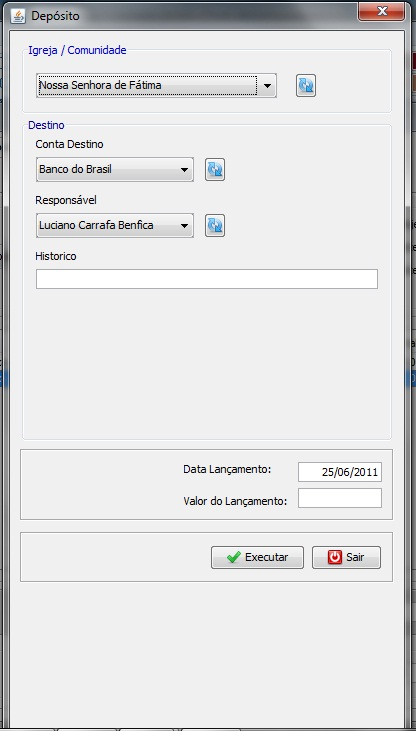 Depósito
Igreja / Comunidade
Nossa Senhora de Fátima
Destino
Conta Destino
Banco do Brasil
Responsável
Luciano Carrafa Benfica
Historico
Data Lançamento: 25/06/2011
Valor do Lançamento:
Executar Sair